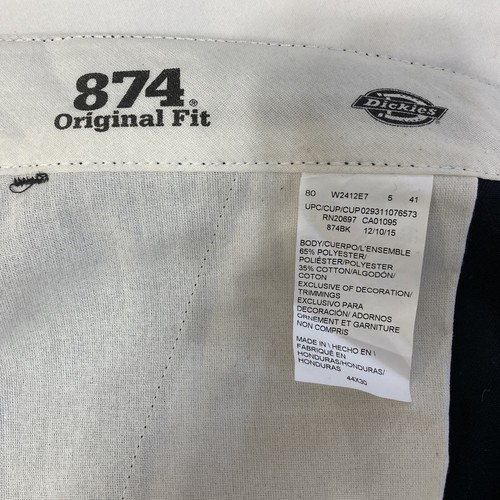 874®
Original Fit
Dickies
80 W2412E7 5 41
UPC/CUP/CUP029311076573
RN20697 CA01095
874BK 12/10/15
BODY/CUERPO/L'ENSEMBLE
65% POLYESTER/
POLIÉSTER/POLYESTER
35% COTTON/ALGODÓN/
COTON
EXCLUSIVE OF DECORATION/
TRIMMINGS
EXCLUSIVO PARA
DECORACIÓN/ ADORNOS
ORNEMENT ET GARNITURE
NON COMPRIS
MADE IN \ HECHO EN \
FABRIQUÉ EN
HONDURAS/HONDURAS/
HONDURAS
44X30